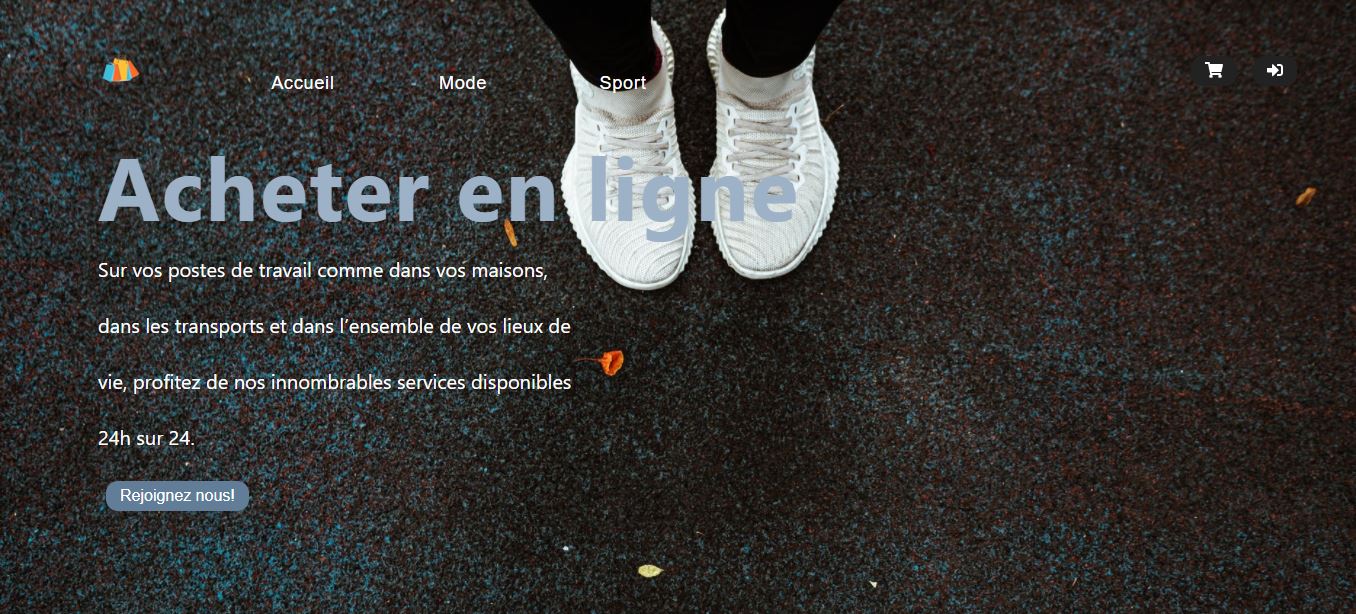 Accueil Mode Sport
Acheter en ligne
Sur vos postes de travail comme dans vos maisons,
dans les transports et dans l’ensemble de vos lieux de
vie, profitez de nos innombrables services disponibles
24h sur 24.
Rejoignez nous!